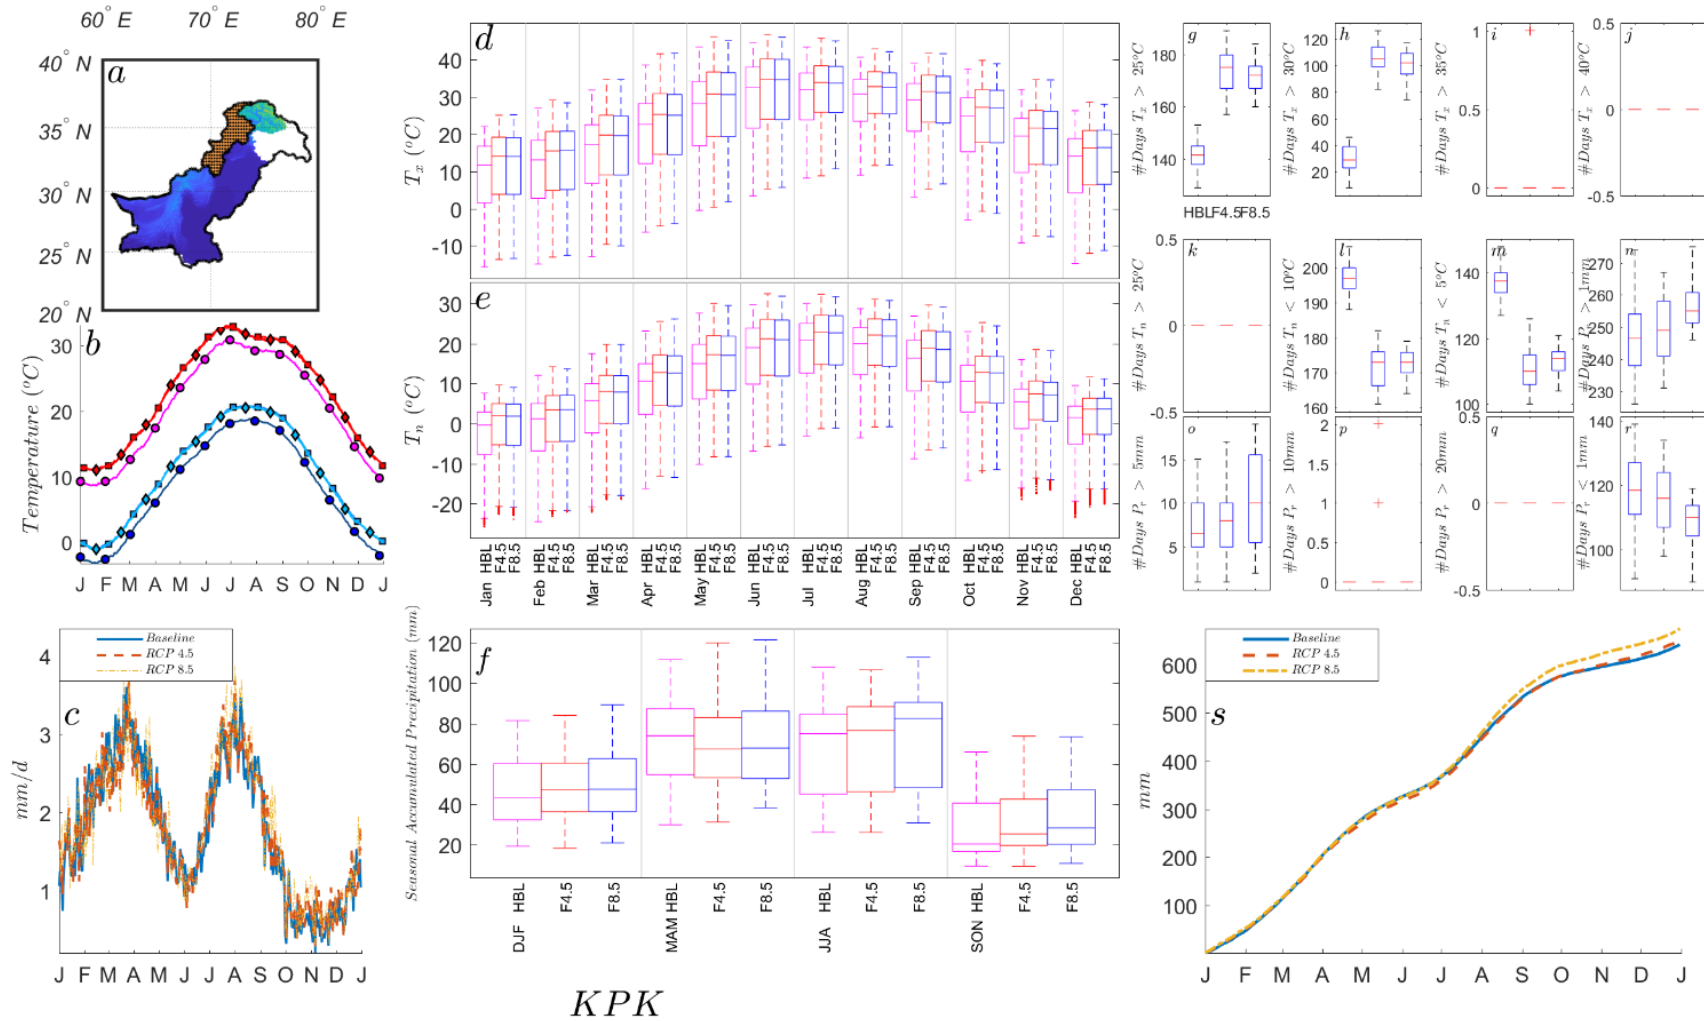 60° E 70° E 80° E
40° N
35° N
30° N
25° N
20° N
a
b
Temperature (°C)
30
20
10
0
J F M A M J J A S O N D J
Baseline
RCP 4.5
RCP 8.5
c
mm/d
4
3
2
1
J F M A M J J A S O N D J
d
Tx (°C)
40
30
20
10
0
-10
e
Tn (°C)
30
20
10
0
-10
-20
HBL F4.5 F8.5 HBL F4.5 F8.5 HBL F4.5 F8.5 HBL F4.5 F8.5 HBL F4.5 F8.5 HBL F4.5 F8.5 HBL F4.5 F8.5 HBL F4.5 F8.5 HBL F4.5 F8.5 HBL F4.5 F8.5 HBL F4.5 F8.5 HBL F4.5 F8.5
Jan Feb Mar Apr May Jun Jul Aug Sep Oct Nov Dec
f
Seasonal Accumulated Precipitation (mm)
120
100
80
60
40
20
DJF HBL F4.5 F8.5 MAM HBL F4.5 F8.5 JJA HBL F4.5 F8.5 SON HBL F4.5 F8.5
KPK
g
#Days Tx > 25°C
180
160
140
HBLF4.5F8.5
h
#Days Tx > 30°C
120
100
80
60
40
20
i
#Days Tx > 35°C
1
0.5
0
j
#Days Tx > 40°C
0.5
0
-0.5
k
#Days Tn > 25°C
0.5
0
-0.5
l
#Days Tn < 10°C
200
190
180
170
160
m
#Days Tn < 5°C
140
120
100
n
#Days Pr > 1mm
270
260
250
240
230
o
#Days Pr > 5mm
15
10
5
p
#Days Pr > 10mm
2
1.5
1
0.5
0
q
#Days Pr > 20mm
0.5
0
-0.5
r
#Days Pr < 1mm
140
120
100
Baseline
RCP 4.5
RCP 8.5
s
mm
600
500
400
300
200
100
J F M A M J J A S O N D J